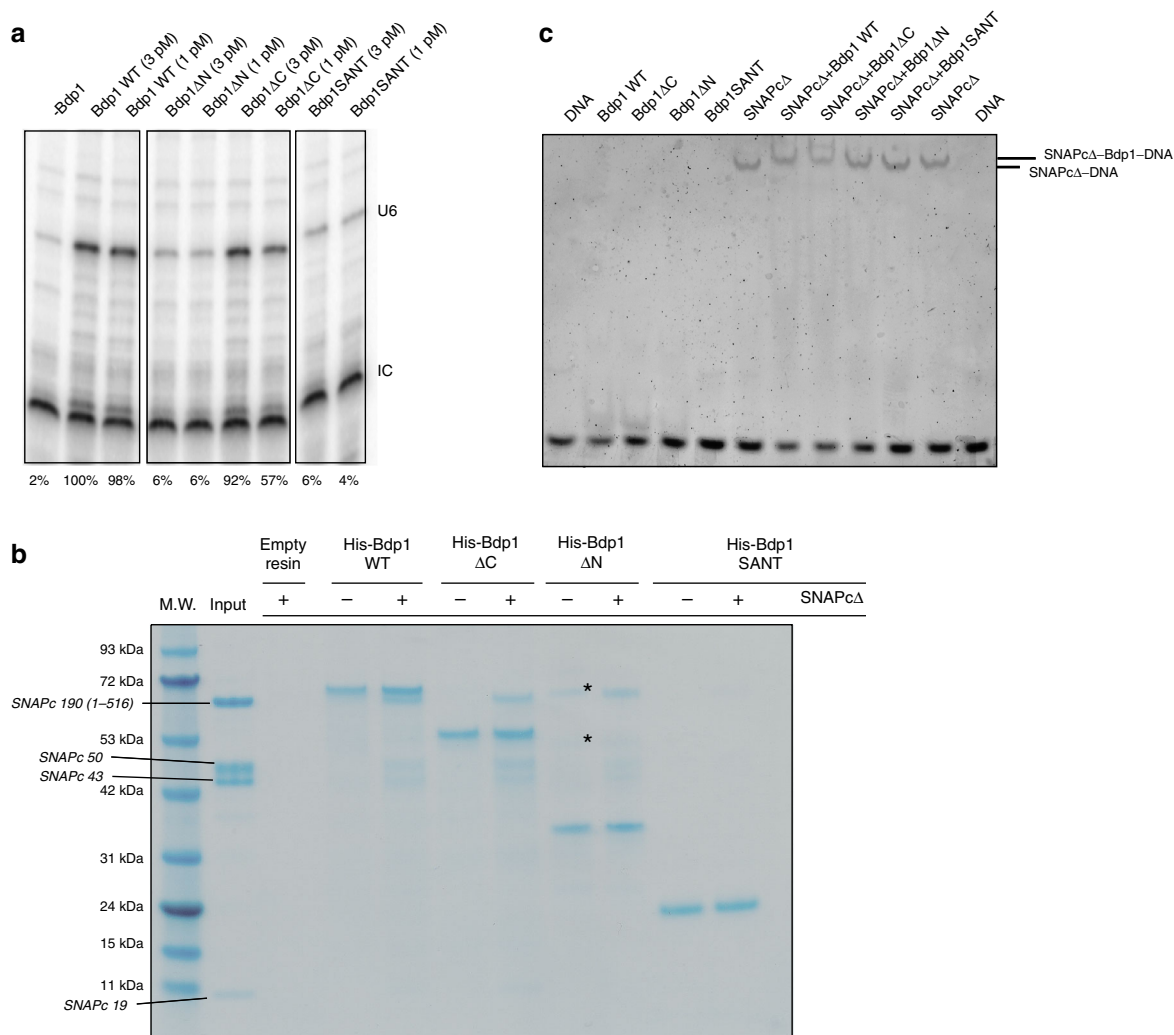 a
-Bdp1
Bdp1 WT (3 pM)
Bdp1 WT (1 pM)
Bdp1ΔN (3 pM)
Bdp1ΔN (1 pM)
Bdp1ΔC (3 pM)
Bdp1ΔC (1 pM)
Bdp1SANT (3 pM)
Bdp1SANT (1 pM)
U6
IC
2% 100% 98% 6% 6% 92% 57% 6% 4%
c
DNA
Bdp1 WT
Bdp1ΔC
Bdp1ΔN
Bdp1SANT
SNAPcΔ
SNAPcΔ+Bdp1 WT
SNAPcΔ+Bdp1ΔC
SNAPcΔ+Bdp1ΔN
SNAPcΔ+Bdp1SANT
SNAPcΔ
DNA
SNAPcΔ–Bdp1–DNA
SNAPcΔ–DNA
b
Empty resin
His-Bdp1 WT
His-Bdp1 ΔC
His-Bdp1 ΔN
His-Bdp1 SANT
M.W. Input + – + – + – + – + SNAPcΔ
93 kDa
72 kDa
SNAPc 190 (1–516)
53 kDa
SNAPc 50
SNAPc 43
42 kDa
31 kDa
24 kDa
15 kDa
11 kDa
SNAPc 19
*
*